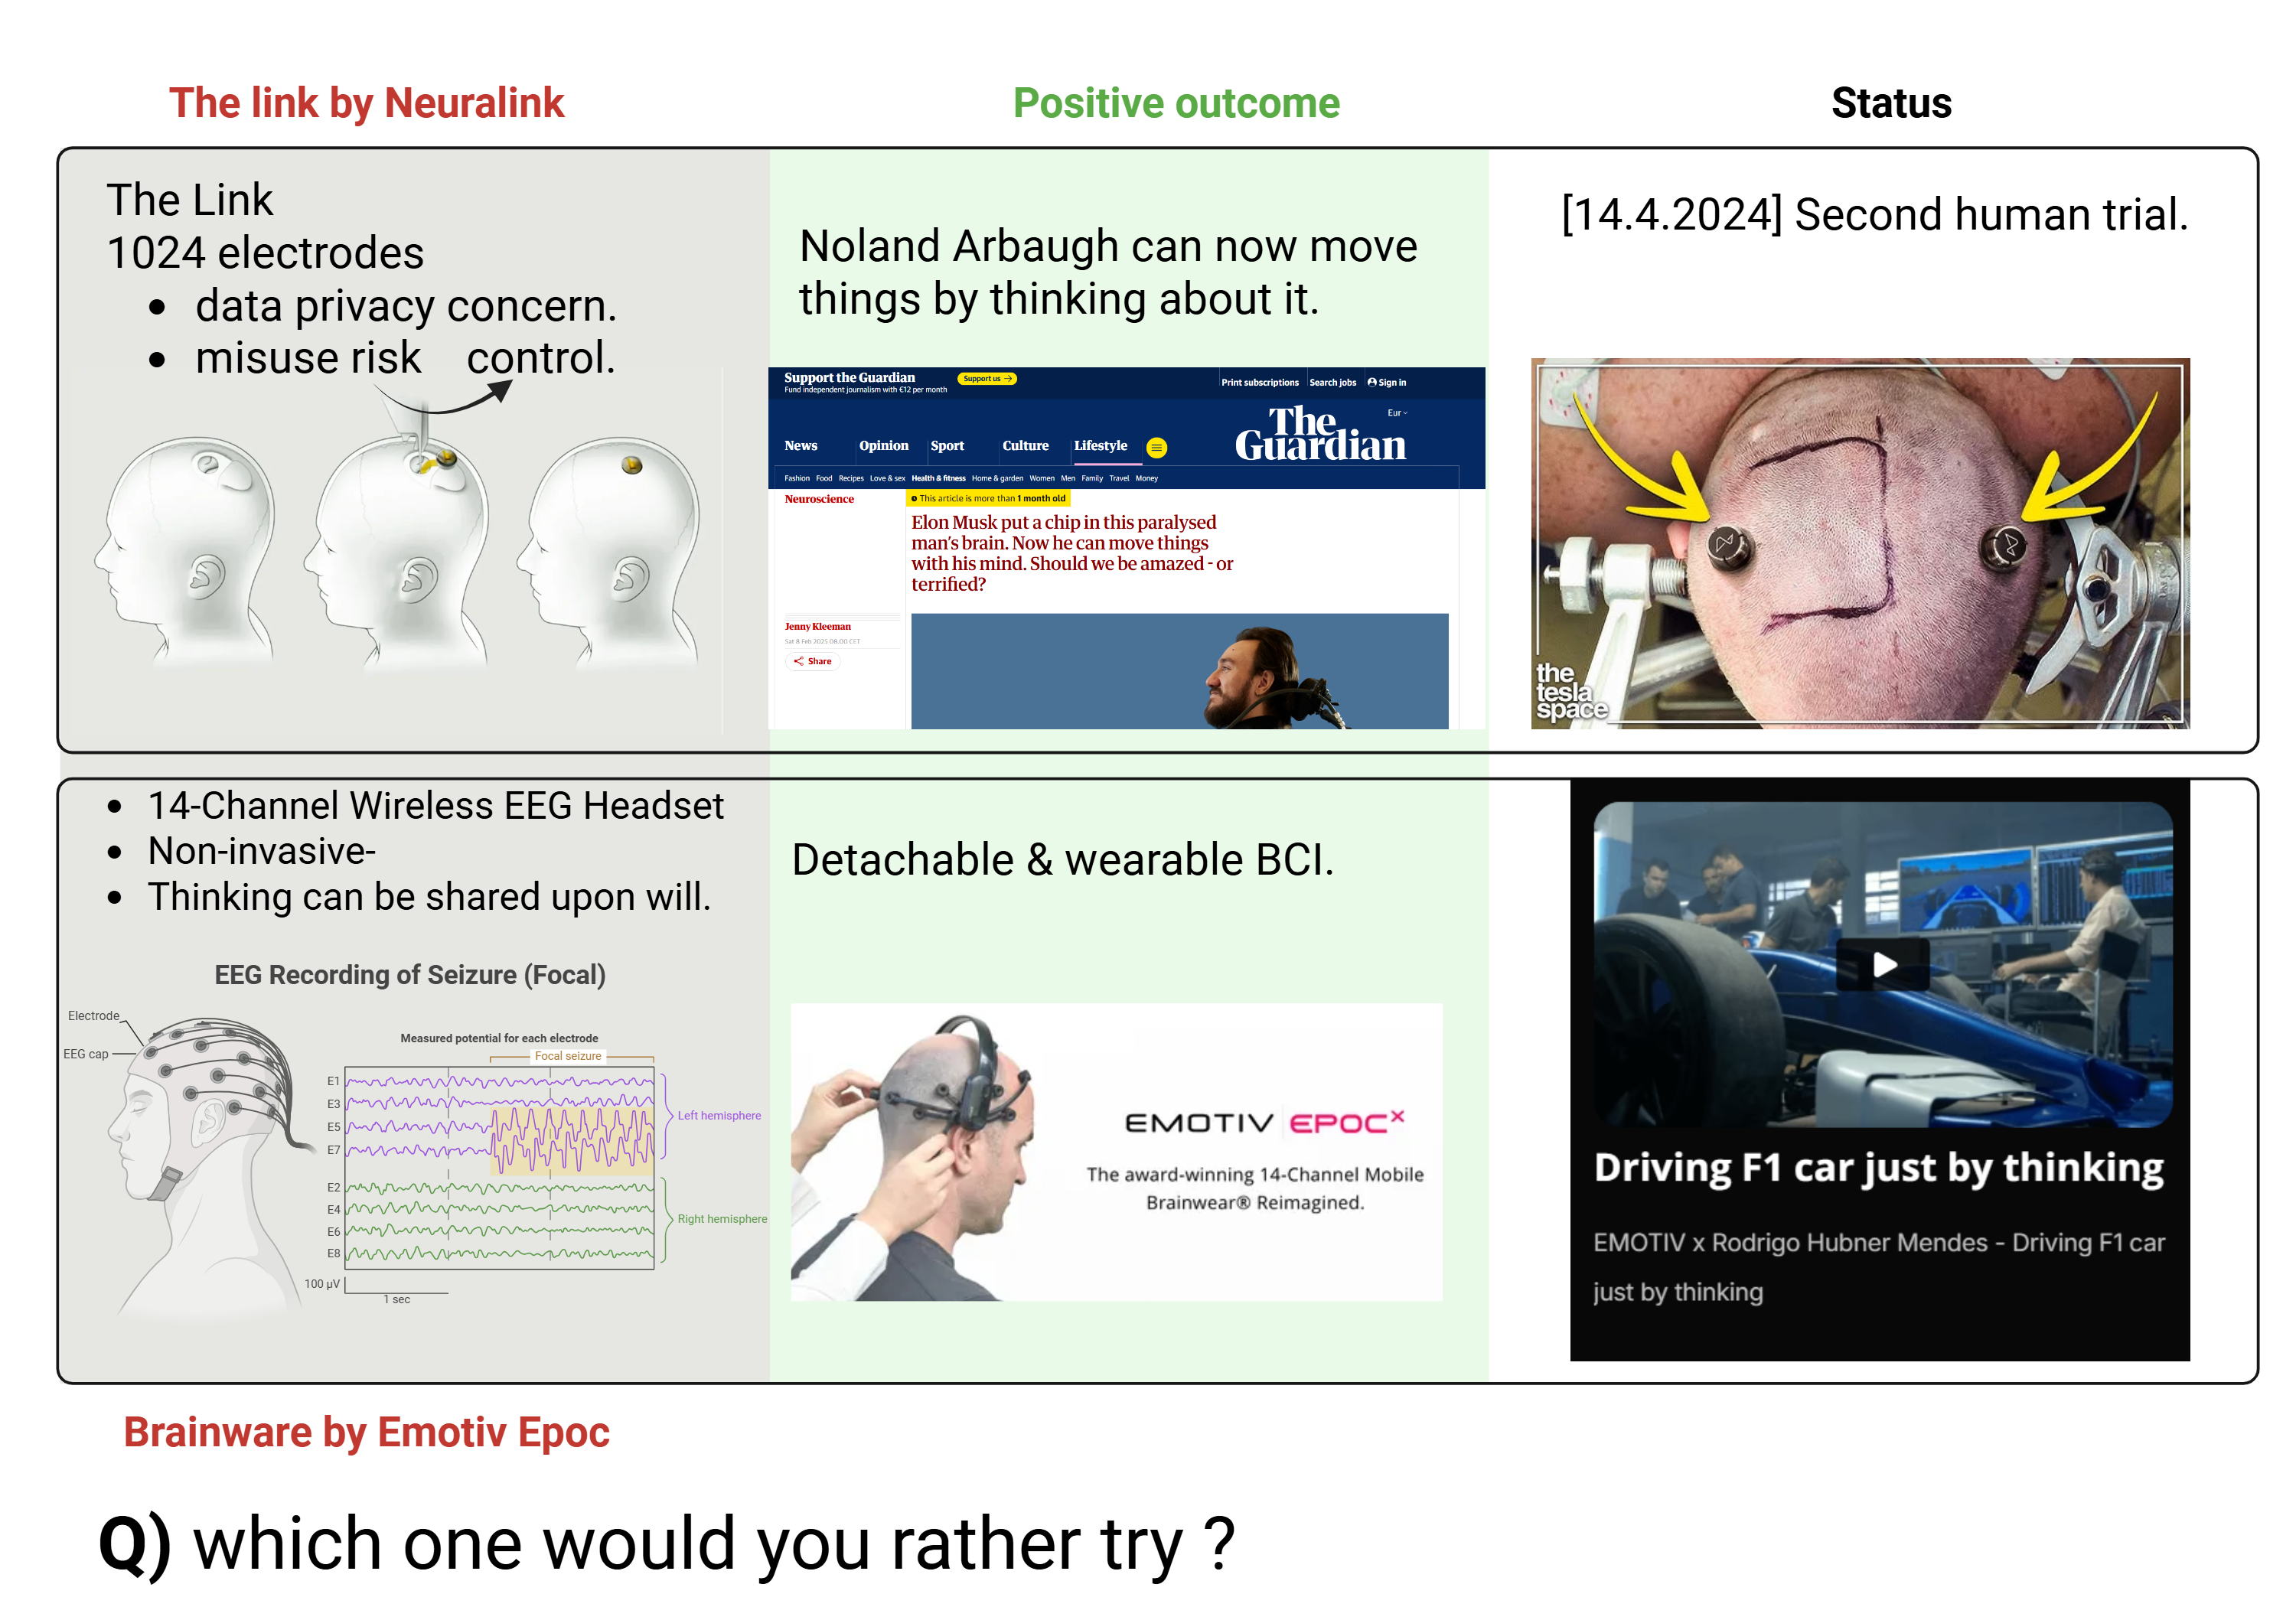 The link by Neuralink
Positive outcome
Status
The Link
1024 electrodes
• data privacy concern.
• misuse risk control.
Noland Arbaugh can now move
things by thinking about it.
Support the Guardian
Fund independent journalism with €12 per month
Support us →
Print subscriptions
Search jobs
Sign in
Eur
The
Guardian
News
Opinion
Sport
Culture
Lifestyle
Fashion Food Recipes Love & sex Health & fitness Home & garden Women Men Family Travel Money
Neuroscience
This article is more than 1 month old
Elon Musk put a chip in this paralysed
man's brain. Now he can move things
with his mind. Should we be amazed - or
terrified?
Jenny Kleeman
Sat 8 Feb 2025 08.00 CET
Share
[14.4.2024] Second human trial.
the
tesla
space
• 14-Channel Wireless EEG Headset
• Non-invasive-
• Thinking can be shared upon will.
EEG Recording of Seizure (Focal)
Electrode
EEG cap
Measured potential for each electrode
Focal seizure
E1
E3
E5
E7
Left hemisphere
E2
E4
E6
E8
Right hemisphere
100 µV
1 sec
Detachable & wearable BCI.
EMOTIV EPOC X
The award-winning 14-Channel Mobile
Brainwear® Reimagined.
Driving F1 car just by thinking
EMOTIV x Rodrigo Hubner Mendes - Driving F1 car
just by thinking
Brainware by Emotiv Epoc
Q) which one would you rather try ?